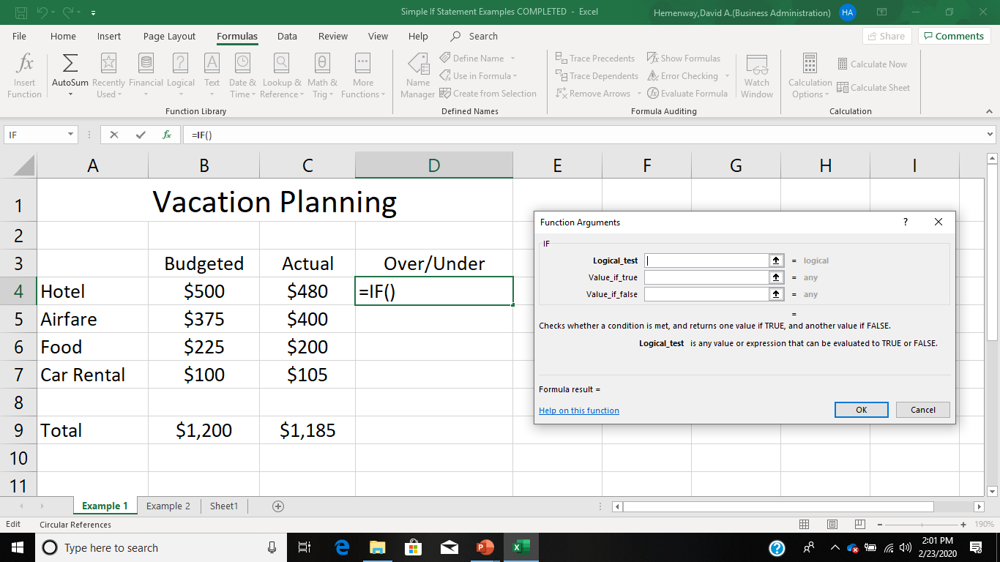 Simple If Statement Examples COMPLETED - Excel
Hemenway,David A.(Business Administration) HA
File Home Insert Page Layout Formulas Data Review View Help Search Share Comments
fx Insert Function
Σ AutoSum
Recently Used
Financial
Logical
Text
Date & Time
Lookup & Reference
Math & Trig
More Functions
Function Library
Name Manager
Define Name
Use in Formula
Create from Selection
Defined Names
Trace Precedents
Trace Dependents
Remove Arrows
Show Formulas
Error Checking
Evaluate Formula
Watch Window
Formula Auditing
Calculation Options
Calculate Now
Calculate Sheet
Calculation
IF fx =IF()
A B C D E F G H I
1 Vacation Planning
2
3 Budgeted Actual Over/Under
4 Hotel $500 $480 =IF()
5 Airfare $375 $400
6 Food $225 $200
7 Car Rental $100 $105
8
9 Total $1,200 $1,185
10
11
Function Arguments ?
IF
Logical_test = logical
Value_if_true = any
Value_if_false = any
=
Checks whether a condition is met, and returns one value if TRUE, and another value if FALSE.
Logical_test is any value or expression that can be evaluated to TRUE or FALSE.
Formula result =
Help on this function OK Cancel
Example 1 Example 2 Sheet1
Edit Circular References 190%
Type here to search
2:01 PM
2/23/2020